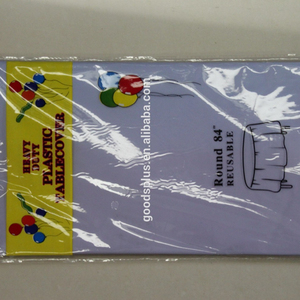 HEAVY
DUTY
PLASTIC
TABLECOVER
Round 84"
REUSABLE
goodsplus.en.alibaba.com